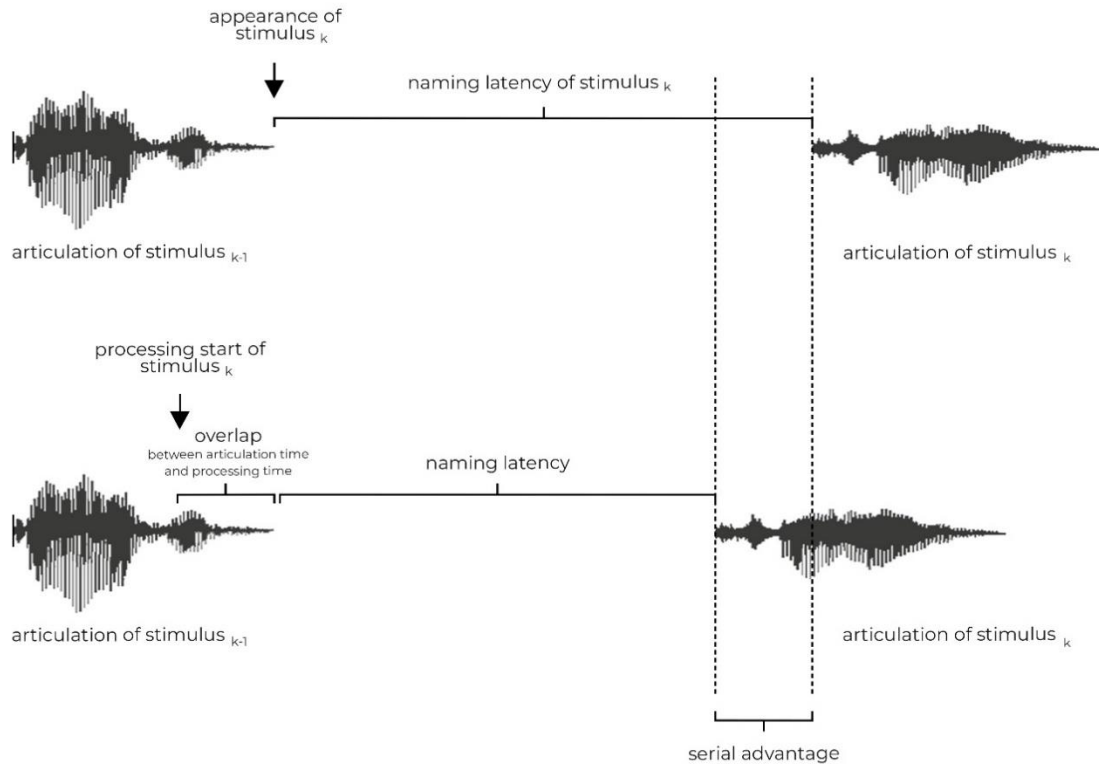 appearance of
stimulus k
naming latency of stimulus k
articulation of stimulus k-1
articulation of stimulus k
processing start of
stimulus k
overlap
between articulation time
and processing time
naming latency
articulation of stimulus k-1
articulation of stimulus k
serial advantage